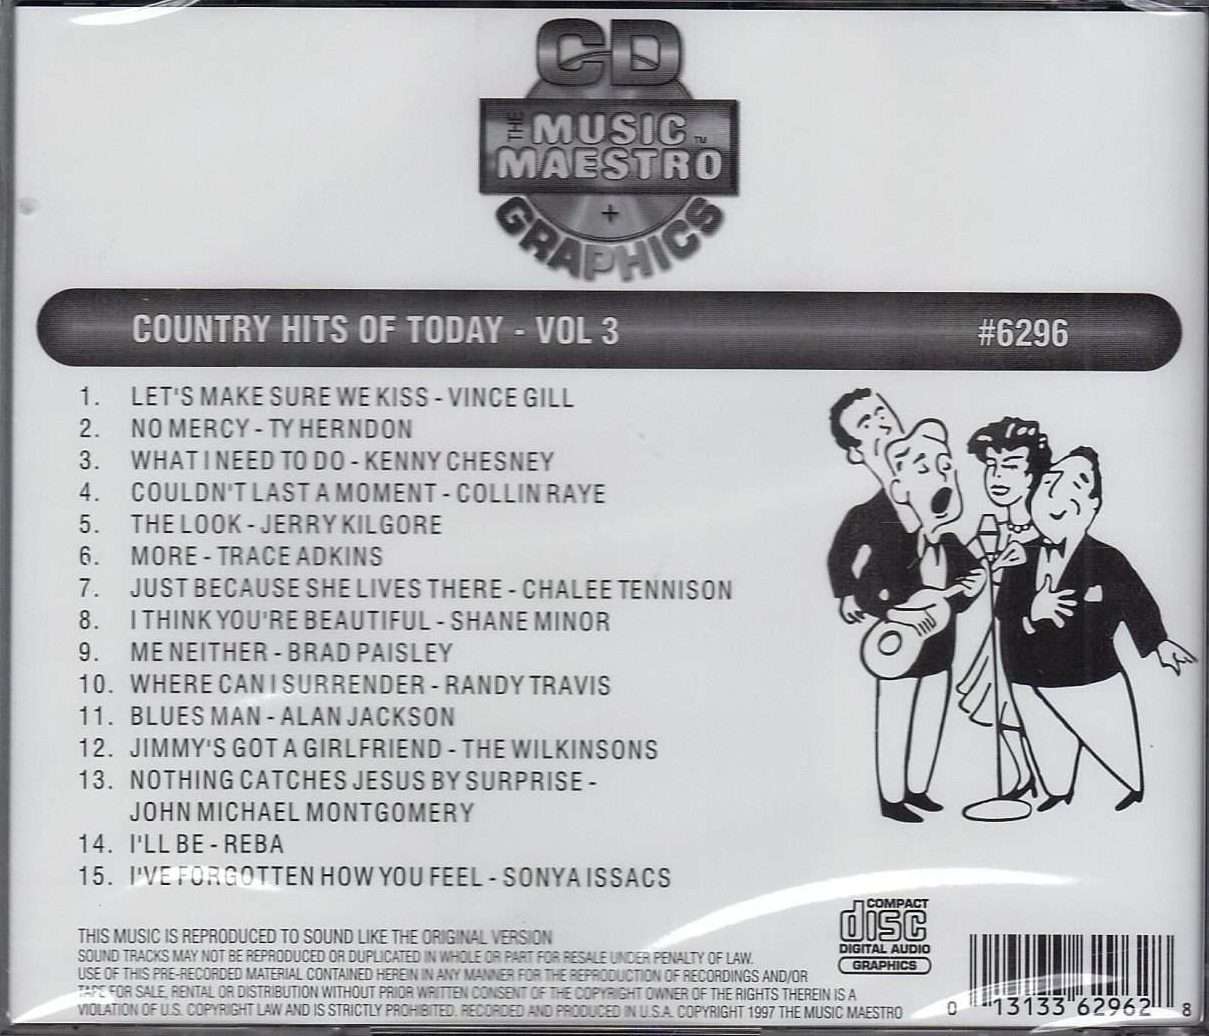 CD
THE MUSIC™
MAESTRO
+
GRAPHICS
COUNTRY HITS OF TODAY - VOL 3 #6296
1. LET'S MAKE SURE WE KISS - VINCE GILL
2. NO MERCY - TY HERNDON
3. WHAT I NEED TO DO - KENNY CHESNEY
4. COULDN'T LAST A MOMENT - COLLIN RAYE
5. THE LOOK - JERRY KILGORE
6. MORE - TRACE ADKINS
7. JUST BECAUSE SHE LIVES THERE - CHALEE TENNISON
8. I THINK YOU'RE BEAUTIFUL - SHANE MINOR
9. ME NEITHER - BRAD PAISLEY
10. WHERE CAN I SURRENDER - RANDY TRAVIS
11. BLUES MAN - ALAN JACKSON
12. JIMMY'S GOT A GIRLFRIEND - THE WILKINSONS
13. NOTHING CATCHES JESUS BY SURPRISE -
JOHN MICHAEL MONTGOMERY
14. I'LL BE - REBA
15. I'VE FORGOTTEN HOW YOU FEEL - SONYA ISSACS
THIS MUSIC IS REPRODUCED TO SOUND LIKE THE ORIGINAL VERSION
SOUND TRACKS MAY NOT BE REPRODUCED OR DUPLICATED IN WHOLE OR PART FOR RESALE UNDER PENALTY OF LAW.
USE OF THIS PRE-RECORDED MATERIAL CONTAINED HEREIN IN ANY MANNER FOR THE REPRODUCTION OF RECORDINGS AND/OR
TAPE FOR SALE, RENTAL OR DISTRIBUTION WITHOUT PRIOR WRITTEN CONSENT OF THE COPYRIGHT OWNER OF THE RIGHTS THEREIN IS A
VIOLATION OF U.S. COPYRIGHT LAW AND IS STRICTLY PROHIBITED. RECORDED AND PRODUCED IN U.S.A. COPYRIGHT 1997 THE MUSIC MAESTRO
COMPACT
disc
DIGITAL AUDIO
GRAPHICS
0 13133 62962 8